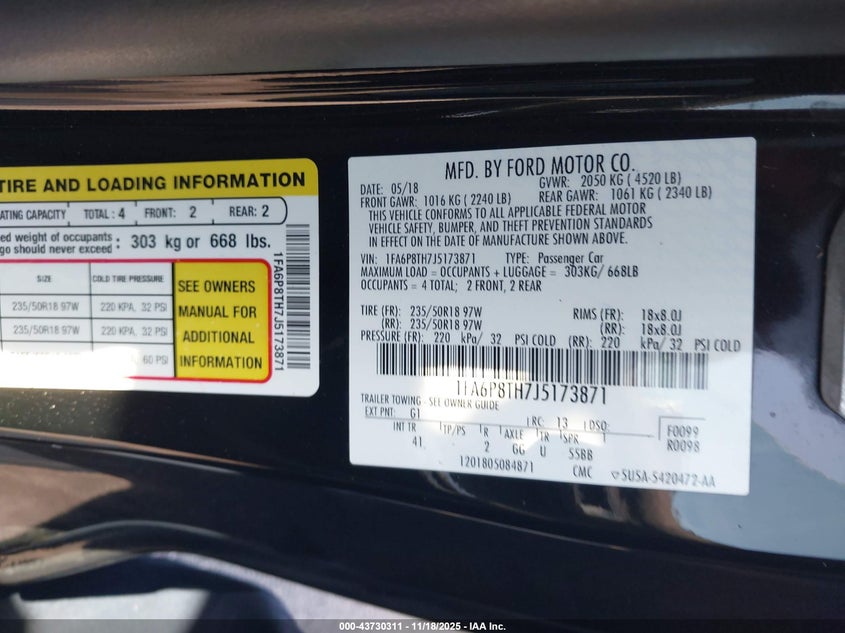 TIRE AND LOADING INFORMATION
ATING CAPACITY TOTAL : 4 FRONT: 2 REAR: 2
ed weight of occupants
go should never exceed : 303 kg or 668 lbs.
SIZE COLD TIRE PRESSURE
235/50R18 97W 220 KPA, 32 PSI
235/50R18 97W 220 KPA, 32 PSI
60 PSI
SEE OWNERS
MANUAL FOR
ADDITIONAL
INFORMATION
1FA6P8TH7J5173871
MFD. BY FORD MOTOR CO.
DATE: 05/18 GVWR: 2050 KG ( 4520 LB)
FRONT GAWR: 1016 KG ( 2240 LB) REAR GAWR: 1061 KG ( 2340 LB)
THIS VEHICLE CONFORMS TO ALL APPLICABLE FEDERAL MOTOR
VEHICLE SAFETY, BUMPER, AND THEFT PREVENTION STANDARDS
IN EFFECT ON THE DATE OF MANUFACTURE SHOWN ABOVE.
VIN: 1FA6P8TH7J5173871 TYPE: Passenger Car
MAXIMUM LOAD = OCCUPANTS + LUGGAGE = 303KG/ 668LB
OCCUPANTS = 4 TOTAL; 2 FRONT, 2 REAR
TIRE (FR): 235/50R18 97W RIMS (FR): 18x8.0J
(RR): 235/50R18 97W (RR): 18x8.0J
PRESSURE (FR): 220 kPa/ 32 PSI COLD (RR): 220 kPa/ 32 PSI COLD
1FA6P8TH7J5173871
TRAILER TOWING - SEE OWNER GUIDE
EXT PNT: G1 RC: 13 DSO:
INT TR TP/PS R AXLE TR SPR
41 2 GG U 55BB
F0099
R0098
1201805084871 CMC SUSA-5420472-AA
000-43730311 - 11/18/2025 - IAA Inc.